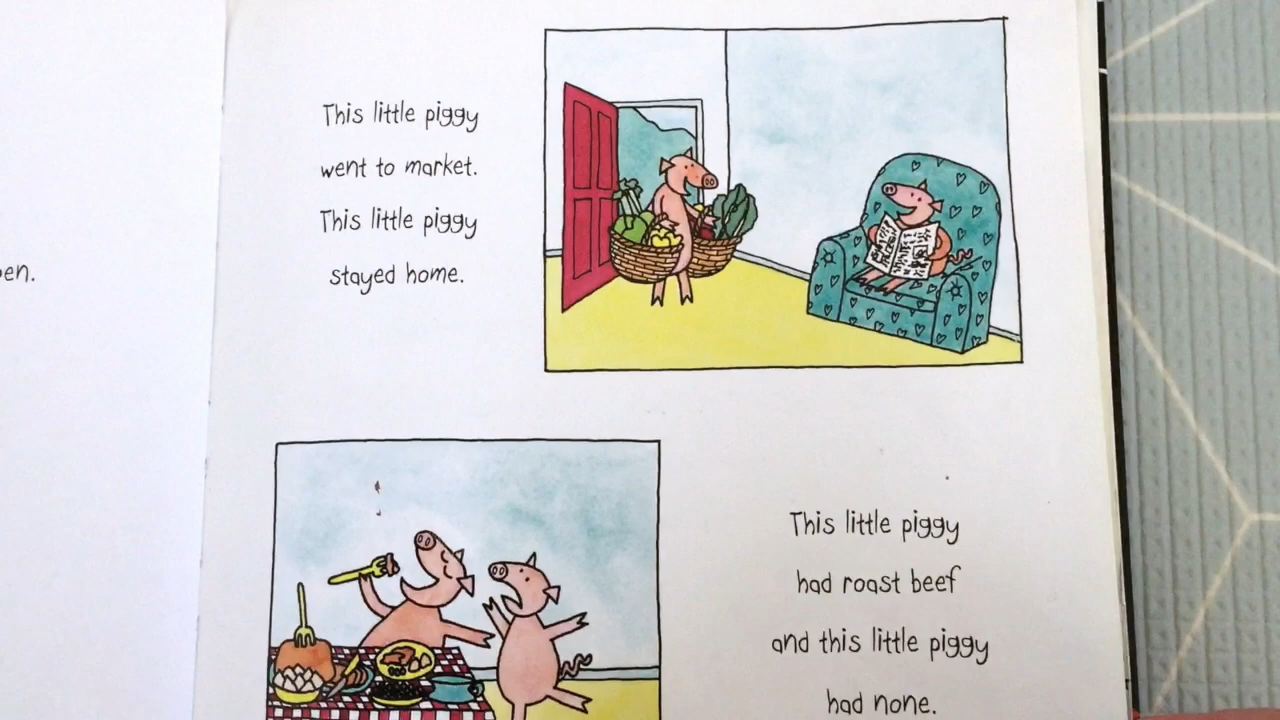 This little piggy
went to market.
This little piggy
stayed home.
This little piggy
had roast beef
and this little piggy
had none.